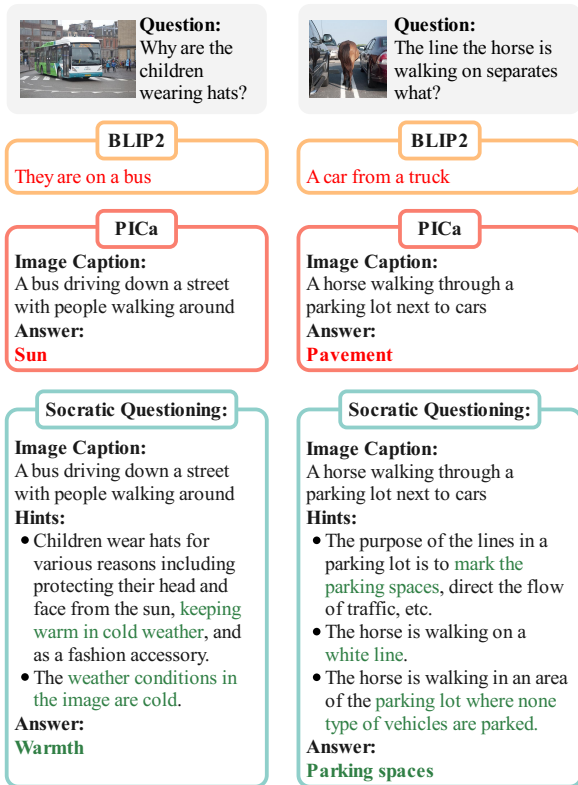 Question:
Why are the
children
wearing hats?
BLIP2
They are on a bus
PICa
Image Caption:
A bus driving down a street
with people walking around
Answer:
Sun
Socratic Questioning:
Image Caption:
A bus driving down a street
with people walking around
Hints:
• Children wear hats for
various reasons including
protecting their head and
face from the sun, keeping
warm in cold weather, and
as a fashion accessory.
• The weather conditions in
the image are cold.
Answer:
Warmth
Question:
The line the horse is
walking on separates
what?
BLIP2
A car from a truck
PICa
Image Caption:
A horse walking through a
parking lot next to cars
Answer:
Pavement
Socratic Questioning:
Image Caption:
A horse walking through a
parking lot next to cars
Hints:
• The purpose of the lines in a
parking lot is to mark the
parking spaces, direct the flow
of traffic, etc.
• The horse is walking on a
white line.
• The horse is walking in an area
of the parking lot where none
type of vehicles are parked.
Answer:
Parking spaces